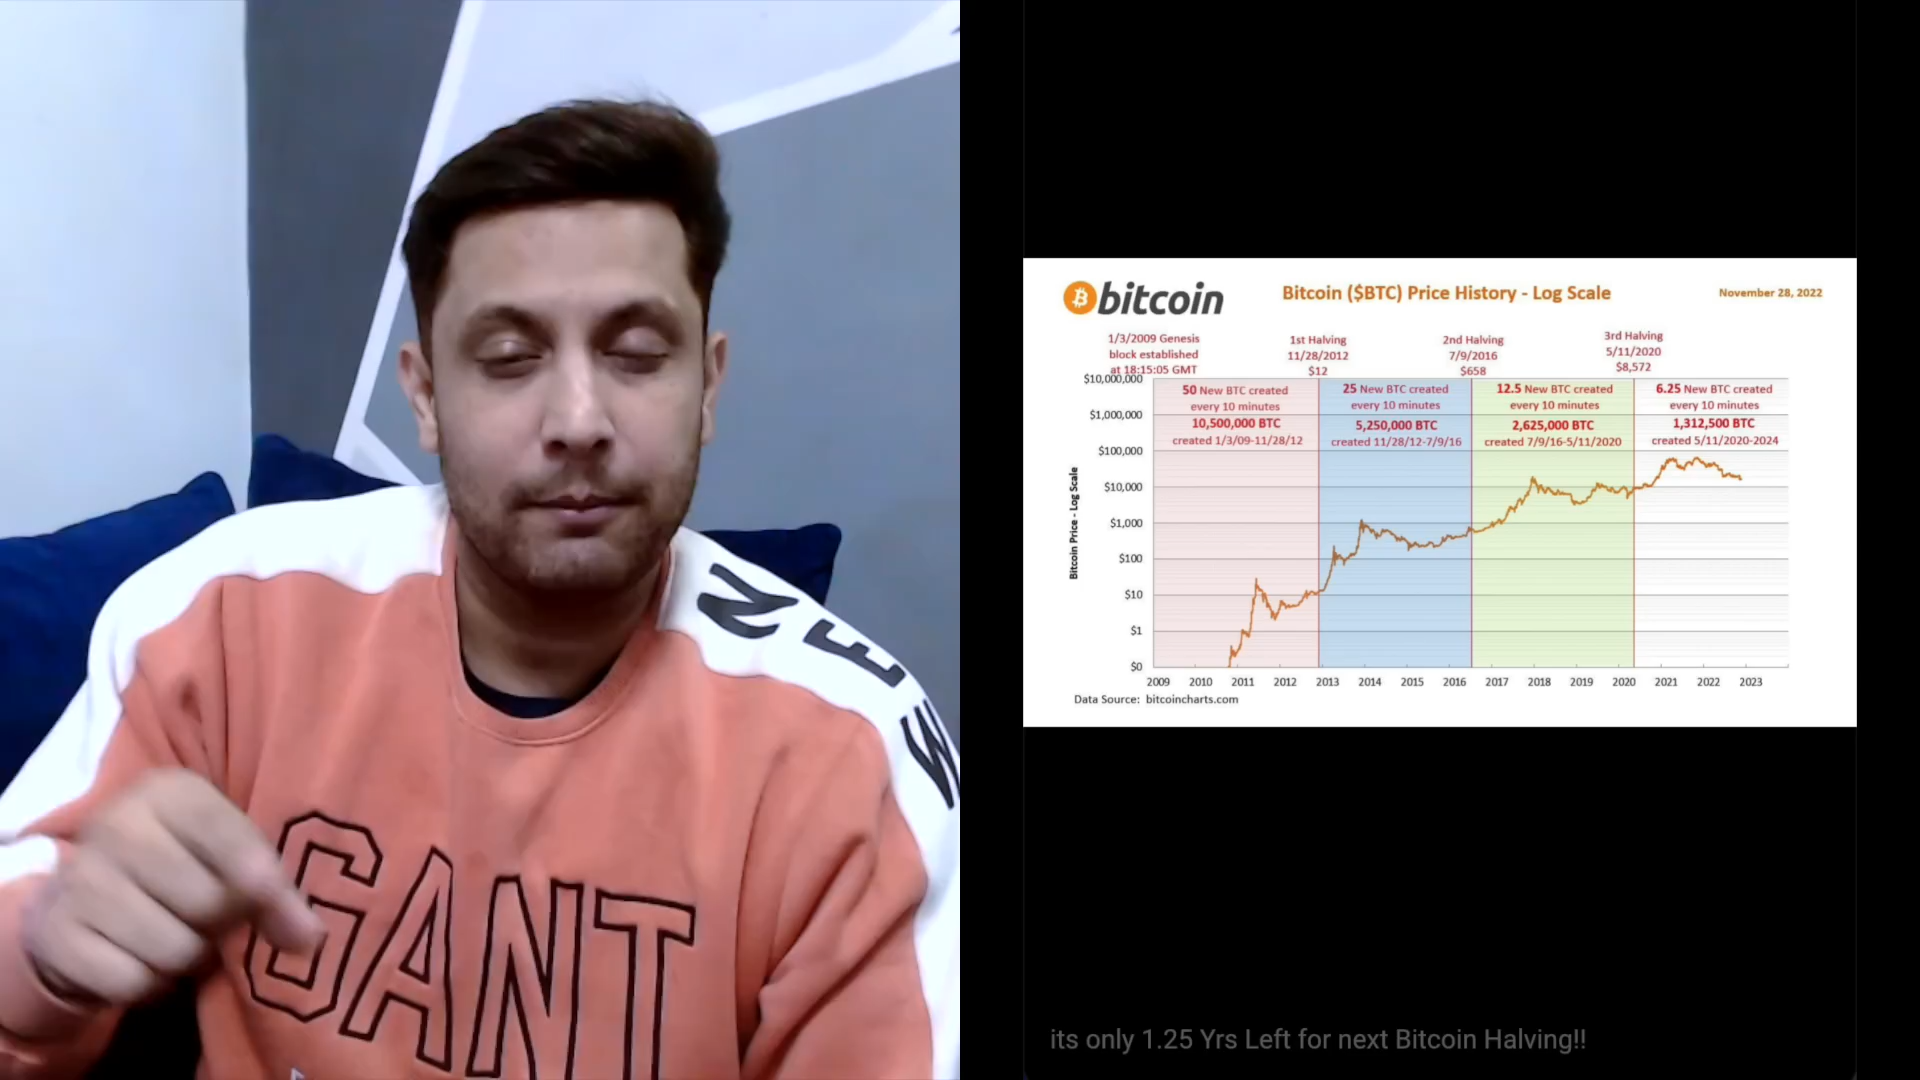 NEW
GANT
bitcoin
Bitcoin ($BTC) Price History - Log Scale
November 28, 2022
1/3/2009 Genesis
block established
at 18:15:05 GMT
1st Halving
11/28/2012
$12
2nd Halving
7/9/2016
$658
3rd Halving
5/11/2020
$8,572
50 New BTC created
every 10 minutes
10,500,000 BTC
created 1/3/09-11/28/12
25 New BTC created
every 10 minutes
5,250,000 BTC
created 11/28/12-7/9/16
12.5 New BTC created
every 10 minutes
2,625,000 BTC
created 7/9/16-5/11/2020
6.25 New BTC created
every 10 minutes
1,312,500 BTC
created 5/11/2020-2024
Bitcoin Price - Log Scale
$10,000,000
$1,000,000
$100,000
$10,000
$1,000
$100
$10
$1
$0
2009 2010 2011 2012 2013 2014 2015 2016 2017 2018 2019 2020 2021 2022 2023
Data Source: bitcoincharts.com
its only 1.25 Yrs Left for next Bitcoin Halving!!